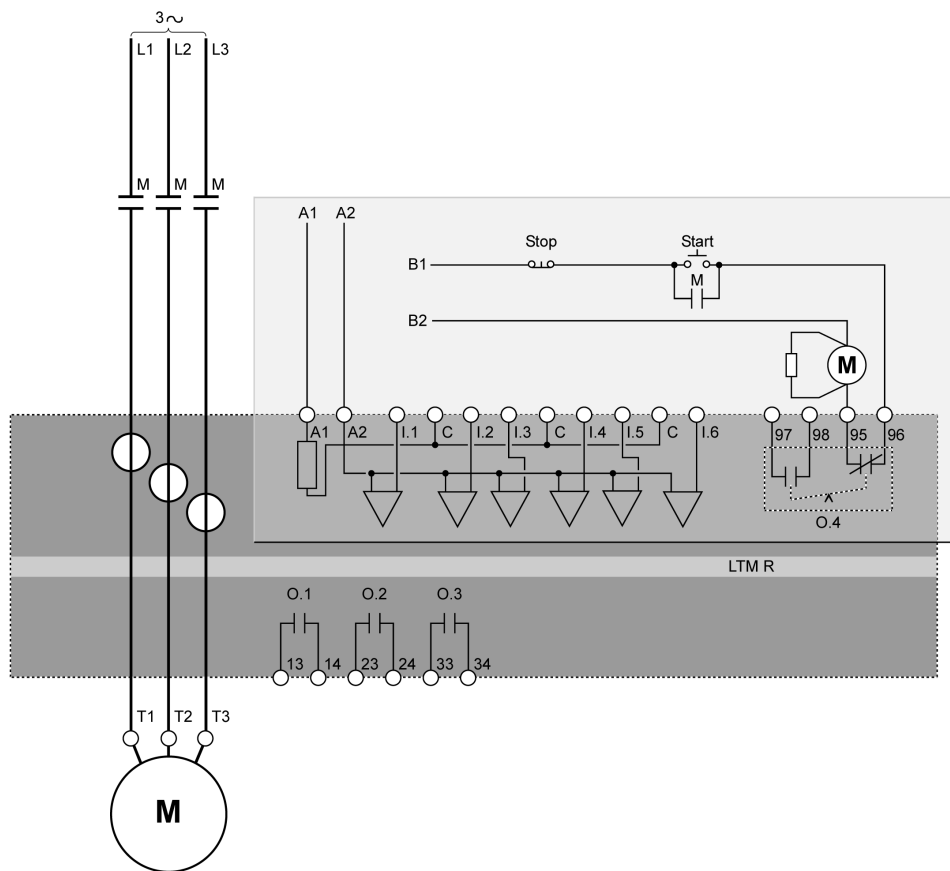 3~
L1 L2 L3
M M M
A1 A2
Stop Start
B1
M
B2
M
A1 A2 I.1 C I.2 I.3 C I.4 I.5 C I.6 97 98 95 96
O.4
LTM R
O.1 O.2 O.3
13 14 23 24 33 34
T1 T2 T3
M